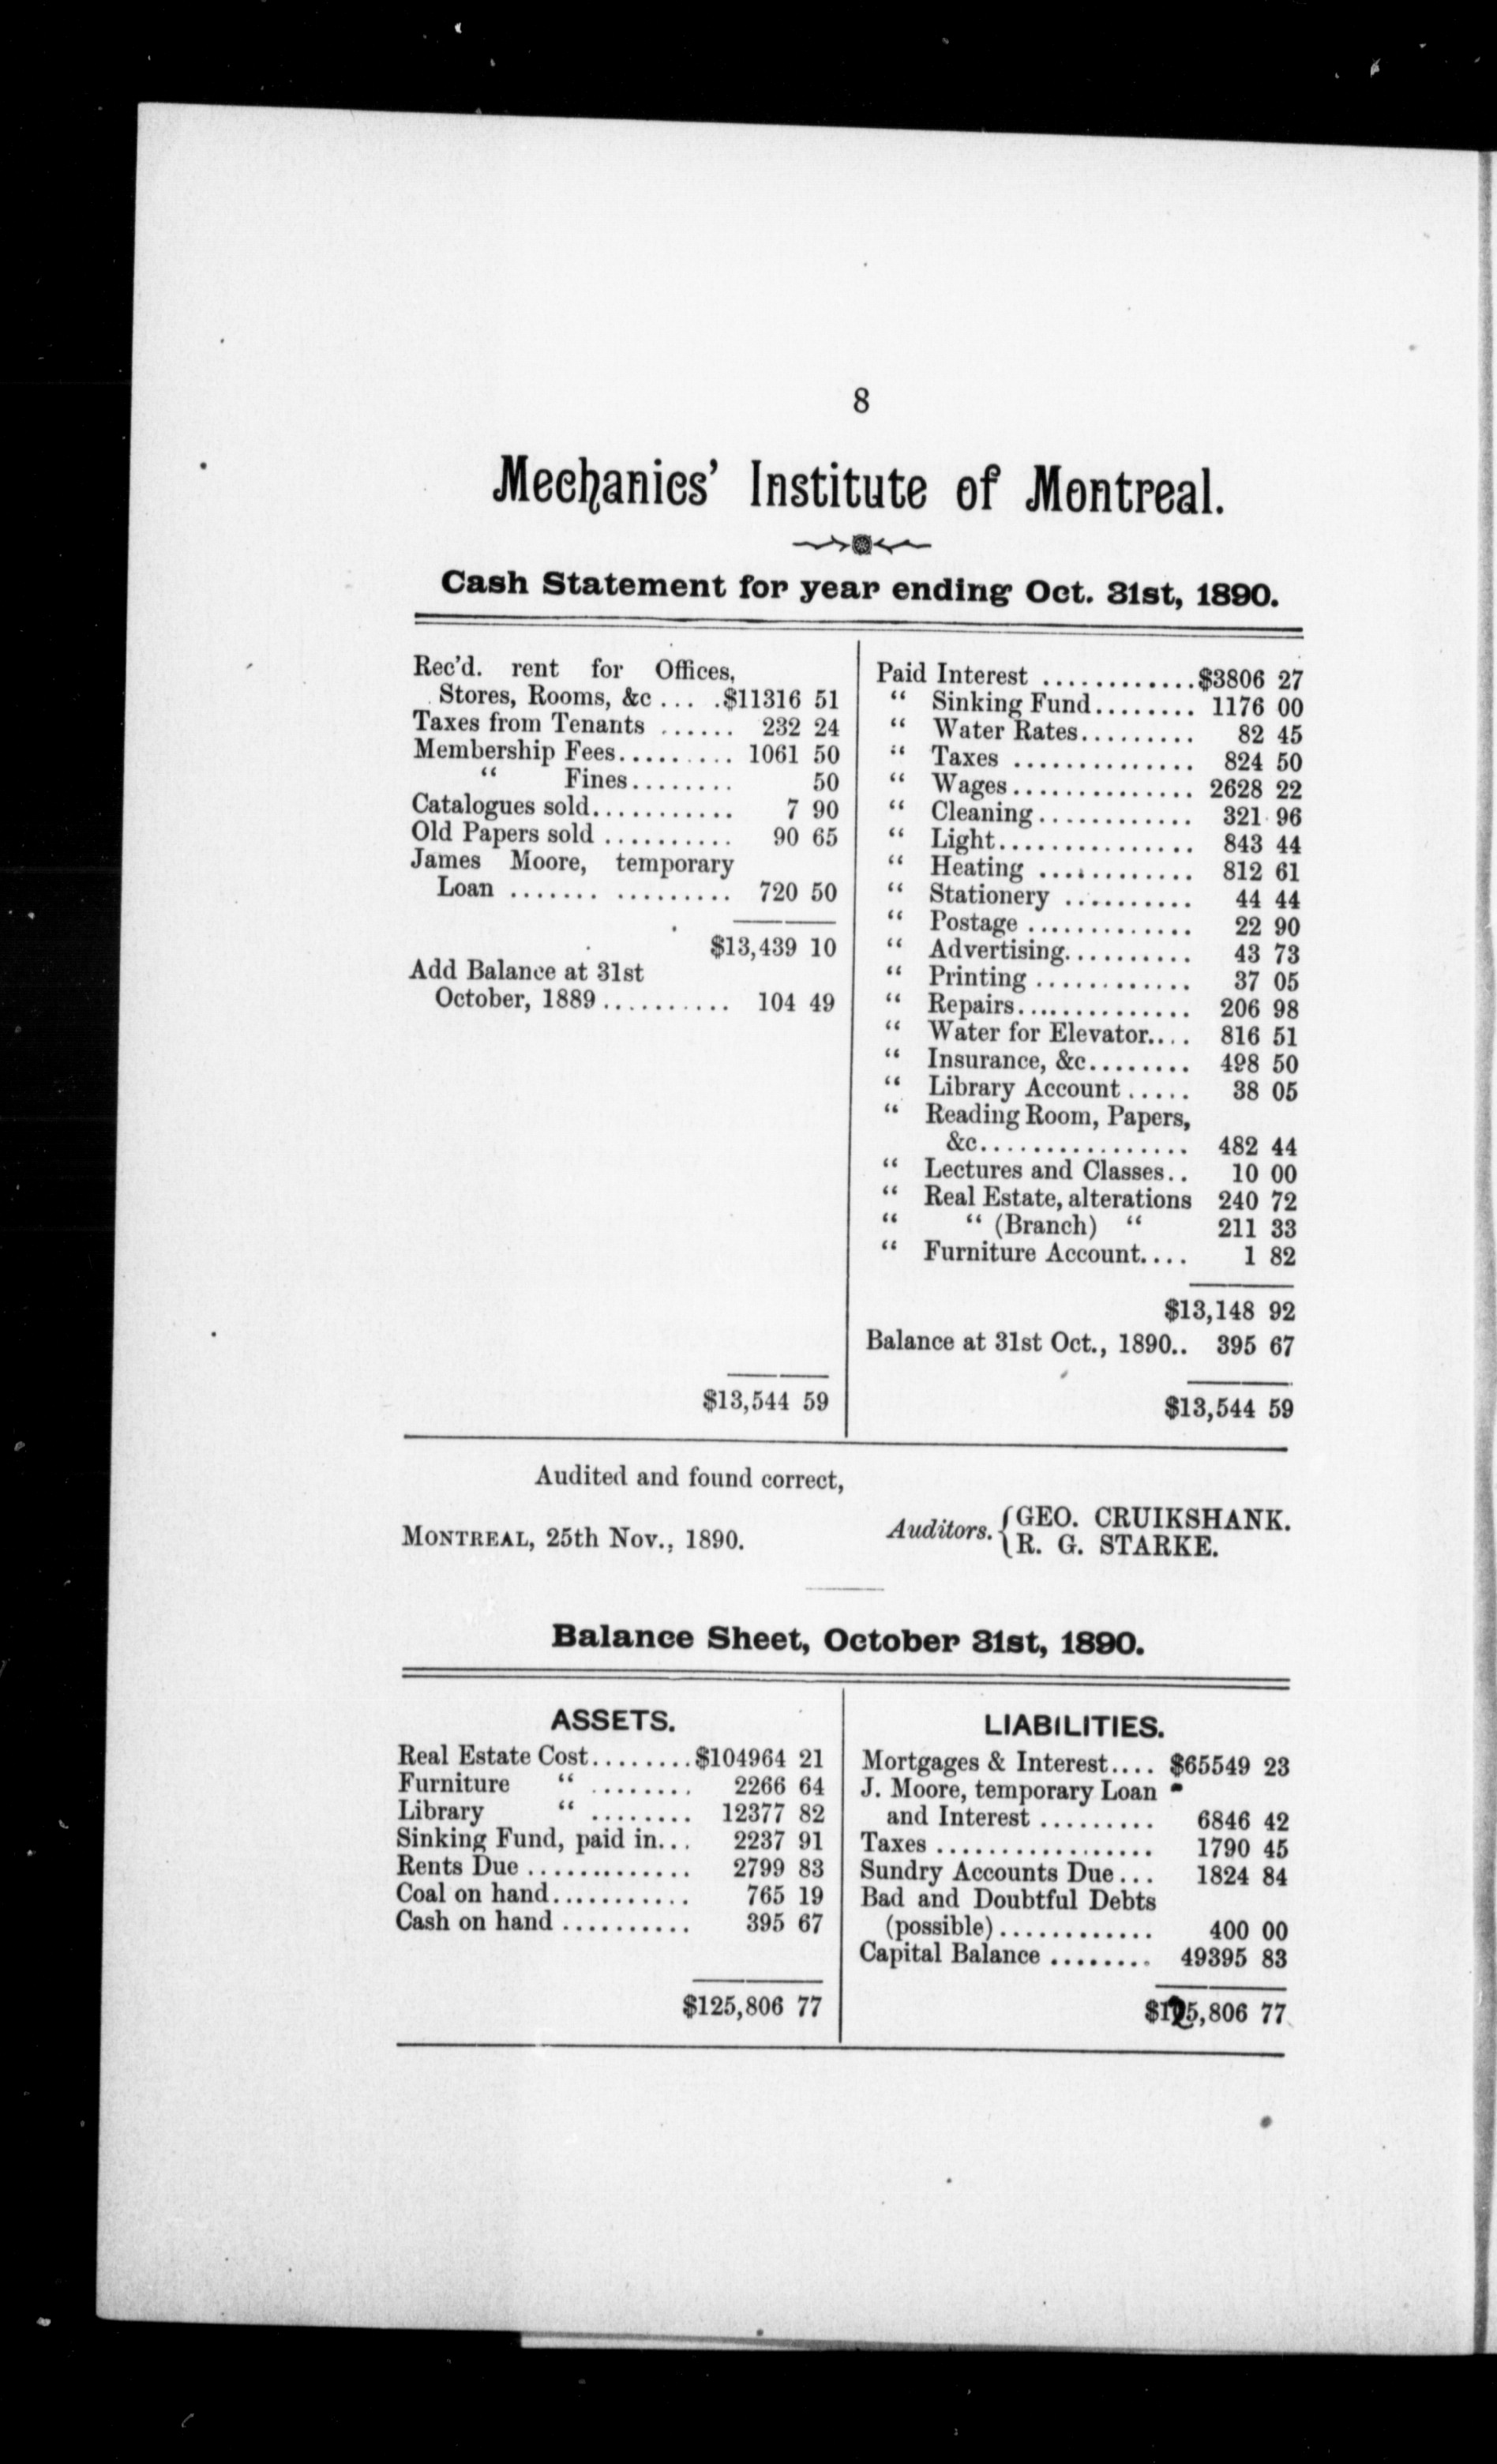 8
Mechanics' Institute of Montreal.
Cash Statement for year ending Oct. 31st, 1890.
Rec'd. rent for Offices,
Stores, Rooms, &c ... .$11316 51
Taxes from Tenants ...... 232 24
Membership Fees.......... 1061 50
“ Fines........ 50
Catalogues sold........... 7 90
Old Papers sold .......... 90 65
James Moore, temporary
Loan ....... ......... 720 50
$13,439 10
Add Balance at 31st
October, 1889.......... 104 49
$13,544 59
Paid Interest ............$3806 27
“ Sinking Fund........ 1176 00
“ Water Rates......... 82 45
“ Taxes .............. 824 50
“ Wages.............. 2628 22
“ Cleaning............ 321 96
“ Light............... 843 44
“ Heating ............ 812 61
“ Stationery .......... 44 44
“ Postage ............. 22 90
“ Advertising.......... 43 73
“ Printing ............ 37 05
“ Repairs.............. 206 98
“ Water for Elevator.... 816 51
“ Insurance, &c........ 498 50
“ Library Account ..... 38 05
“ Reading Room, Papers,
&c................ 482 44
“ Lectures and Classes.. 10 00
“ Real Estate, alterations 240 72
“ “ (Branch) “ 211 33
“ Furniture Account.... 1 82
$13,148 92
Balance at 31st Oct., 1890.. 395 67
$13,544 59
Audited and found correct,
MONTREAL, 25th Nov., 1890.
Auditors. { GEO. CRUIKSHANK.
R. G. STARKE.
Balance Sheet, October 31st, 1890.
ASSETS.
Real Estate Cost........$104964 21
Furniture “ ........ 2266 64
Library “ ........ 12377 82
Sinking Fund, paid in... 2237 91
Rents Due ............. 2799 83
Coal on hand........... 765 19
Cash on hand .......... 395 67
$125,806 77
LIABILITIES.
Mortgages & Interest.... $65549 23
J. Moore, temporary Loan
and Interest ......... 6846 42
Taxes ................. 1790 45
Sundry Accounts Due... 1824 84
Bad and Doubtful Debts
(possible)............ 400 00
Capital Balance ........ 49395 83
$125,806 77